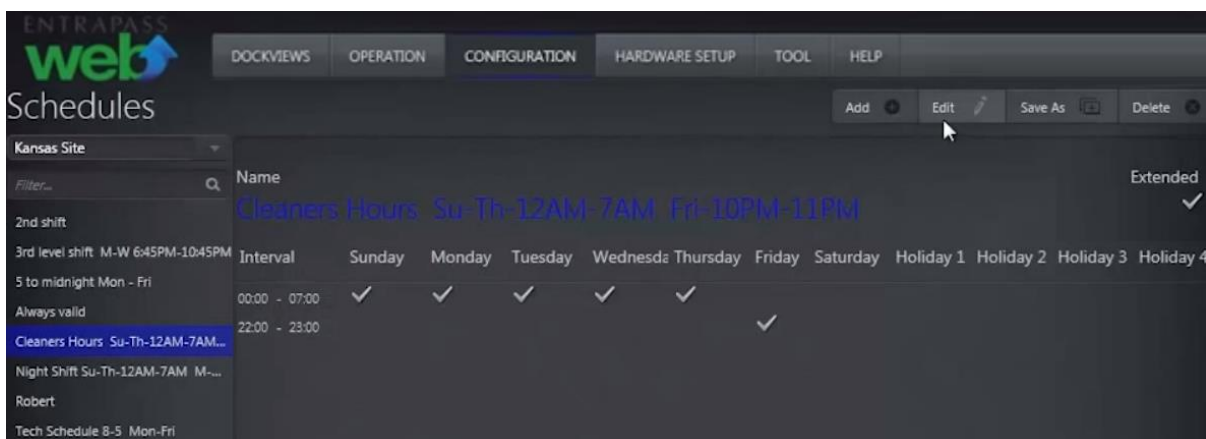 ENTRAPASS
web
DOCKVIEWS OPERATION CONFIGURATION HARDWARE SETUP TOOL HELP
Schedules
Add Edit Save As Delete
Kansas Site
Filter...
2nd shift
3rd level shift M-W 6:45PM-10:45PM
5 to midnight Mon - Fri
Always valid
Cleaners Hours Su-Th-12AM-7AM...
Night Shift Su-Th-12AM-7AM M-...
Robert
Tech Schedule 8-5 Mon-Fri
Name Extended
Cleaners Hours Su-Th-12AM-7AM Fri-10PM-11PM
Interval Sunday Monday Tuesday Wednesda Thursday Friday Saturday Holiday 1 Holiday 2 Holiday 3 Holiday 4
00:00 - 07:00
22:00 - 23:00